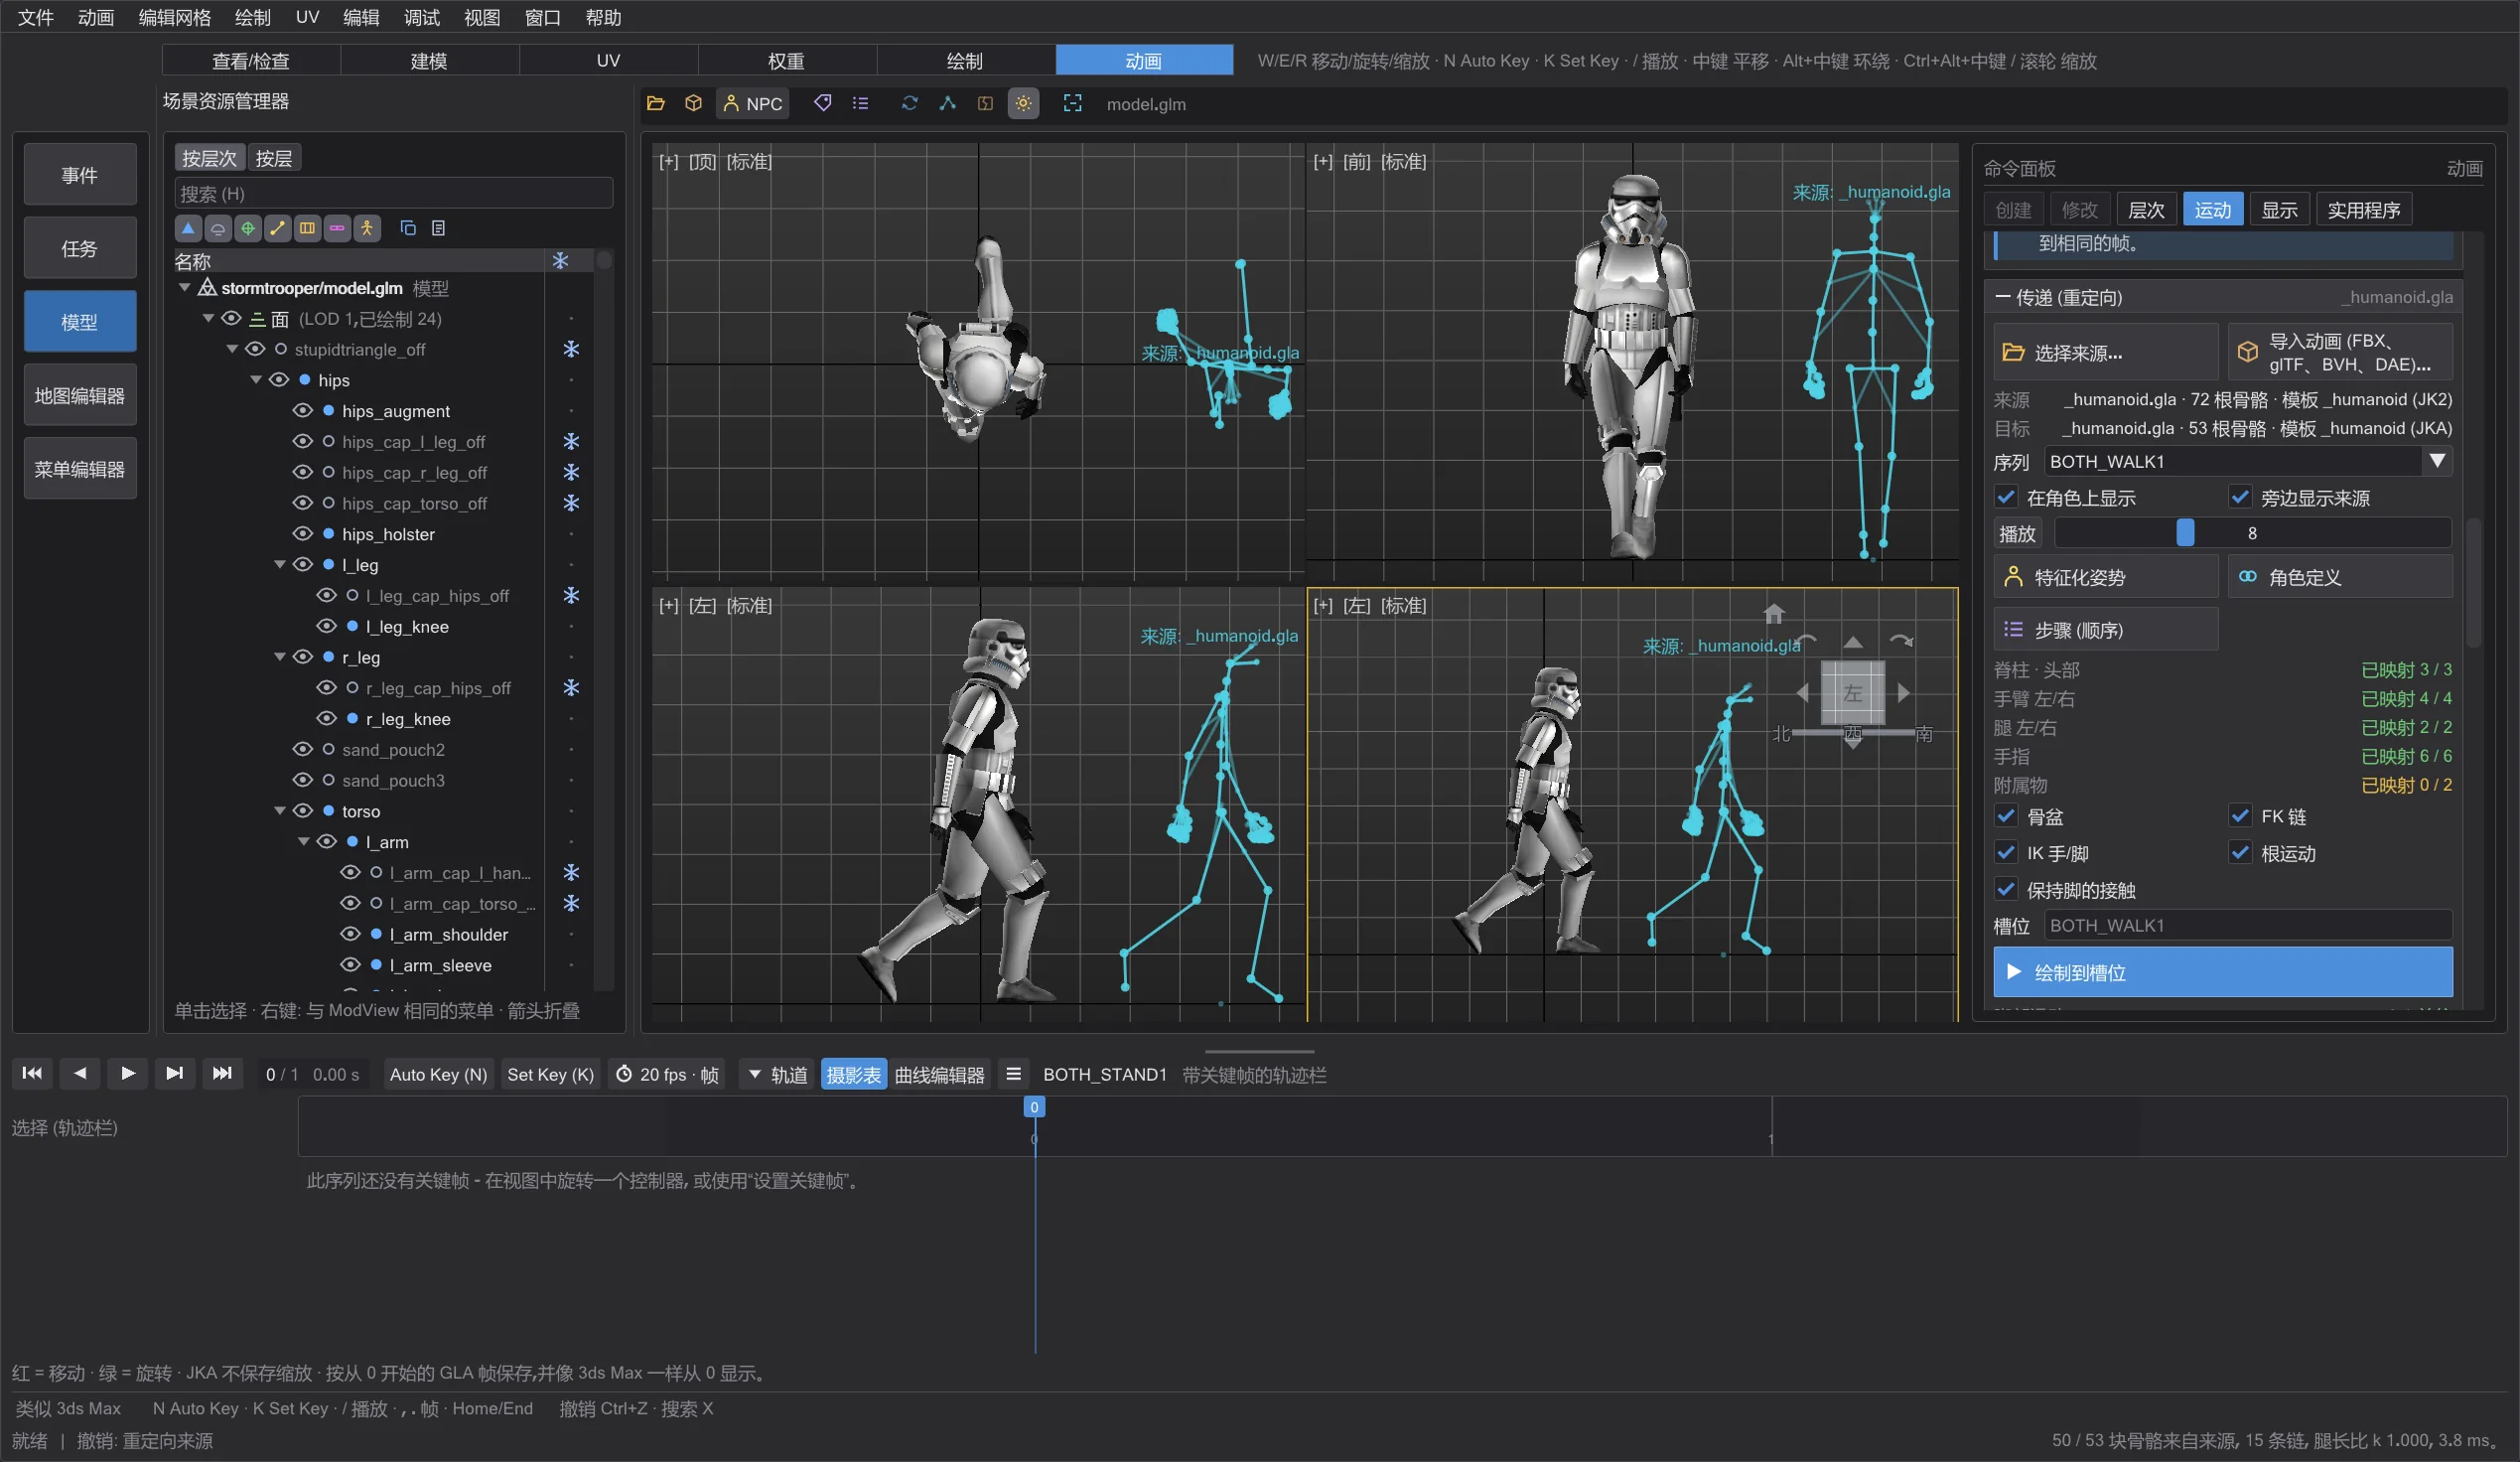 文件 动画 编辑网格 绘制 UV 编辑 调试 视图 窗口 帮助
查看/检查 建模 UV 权重 绘制 动画 W/E/R 移动/旋转/缩放 · N Auto Key · K Set Key · / 播放 · 中键 平移 · Alt+中键 环绕 · Ctrl+Alt+中键 / 滚轮 缩放
场景资源管理器
NPC model.glm
事件
任务
模型
地图编辑器
菜单编辑器
按层次 按层
搜索 (H)
名称
stormtrooper/model.glm 模型
面 (LOD 1,已绘制 24)
stupidtriangle_off
hips
hips_augment
hips_cap_l_leg_off
hips_cap_r_leg_off
hips_cap_torso_off
hips_holster
l_leg
l_leg_cap_hips_off
l_leg_knee
r_leg
r_leg_cap_hips_off
r_leg_knee
sand_pouch2
sand_pouch3
torso
l_arm
l_arm_cap_l_han...
l_arm_cap_torso_...
l_arm_shoulder
l_arm_sleeve
单击选择 · 右键: 与 ModView 相同的菜单 · 箭头折叠
[+] [顶] [标准]
来源: _humanoid.gla
[+] [前] [标准]
来源: _humanoid.gla
[+] [左] [标准]
来源: _humanoid.gla
[+] [左] [标准]
来源: _humanoid.gla
左
北 西 南
命令面板 动画
创建 修改 层次 运动 显示 实用程序
到相同的帧。
传递 (重定向) _humanoid.gla
选择来源...
导入动画 (FBX、
glTF、BVH、DAE)...
来源 _humanoid.gla · 72 根骨骼 · 模板 _humanoid (JK2)
目标 _humanoid.gla · 53 根骨骼 · 模板 _humanoid (JKA)
序列 BOTH_WALK1
在角色上显示 旁边显示来源
播放 8
特征化姿势 角色定义
步骤 (顺序)
脊柱 · 头部 已映射 3 / 3
手臂 左/右 已映射 4 / 4
腿 左/右 已映射 2 / 2
手指 已映射 6 / 6
附属物 已映射 0 / 2
骨盆 FK 链
IK 手/脚 根运动
保持脚的接触
槽位 BOTH_WALK1
绘制到槽位
0 / 1 0.00 s Auto Key (N) Set Key (K) 20 fps · 帧 轨道 摄影表 曲线编辑器 BOTH_STAND1 带关键帧的轨迹栏
选择 (轨迹栏)
0
0 1
此序列还没有关键帧 - 在视图中旋转一个控制器, 或使用“设置关键帧”。
红 = 移动 · 绿 = 旋转 · JKA 不保存缩放 · 按从 0 开始的 GLA 帧保存,并像 3ds Max 一样从 0 显示。
类似 3ds Max N Auto Key · K Set Key · / 播放 · , . 帧 · Home/End 撤销 Ctrl+Z · 搜索 X
就绪 | 撤销: 重定向来源
50 / 53 块骨骼来自来源, 15 条链, 腿长比 k 1.000, 3.8 ms。